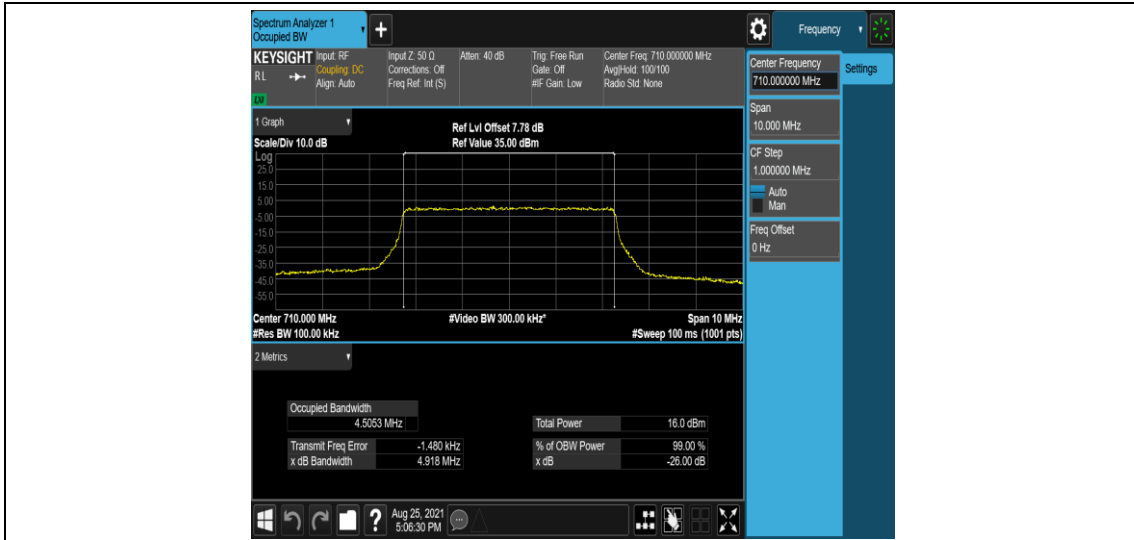 Spectrum Analyzer 1
Occupied BW
+
Frequency
KEYSIGHT
RL
LXI
Input: RF
Coupling: DC
Align: Auto
Input Z: 50 Ω
Corrections: Off
Freq Ref: Int (S)
Atten: 40 dB
Trig: Free Run
Gate: Off
#IF Gain: Low
Center Freq: 710.000000 MHz
Avg|Hold: 100/100
Radio Std: None
Center Frequency
710.000000 MHz
Settings
Span
10.000 MHz
CF Step
1.000000 MHz
Auto
Man
Freq Offset
0 Hz
1 Graph
Ref Lvl Offset 7.78 dB
Scale/Div 10.0 dB
Ref Value 35.00 dBm
Log
25.0
15.0
5.00
-5.00
-15.0
-25.0
-35.0
-45.0
-55.0
Center 710.000 MHz
#Video BW 300.00 kHz*
Span 10 MHz
#Res BW 100.00 kHz
#Sweep 100 ms (1001 pts)
2 Metrics
Occupied Bandwidth
4.5053 MHz
Total Power 16.0 dBm
Transmit Freq Error -1.480 kHz
% of OBW Power 99.00 %
x dB Bandwidth 4.918 MHz
x dB -26.00 dB
?
Aug 25, 2021
5:06:30 PM